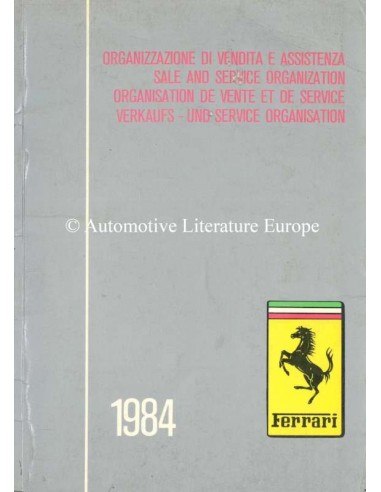 ORGANIZZAZIONE DI VENDITA E ASSISTENZA
SALE AND SERVICE ORGANIZATION
ORGANISATION DE VENTE ET DE SERVICE
VERKAUFS - UND SERVICE ORGANISATION
© Automotive Literature Europe
1984
Ferrari